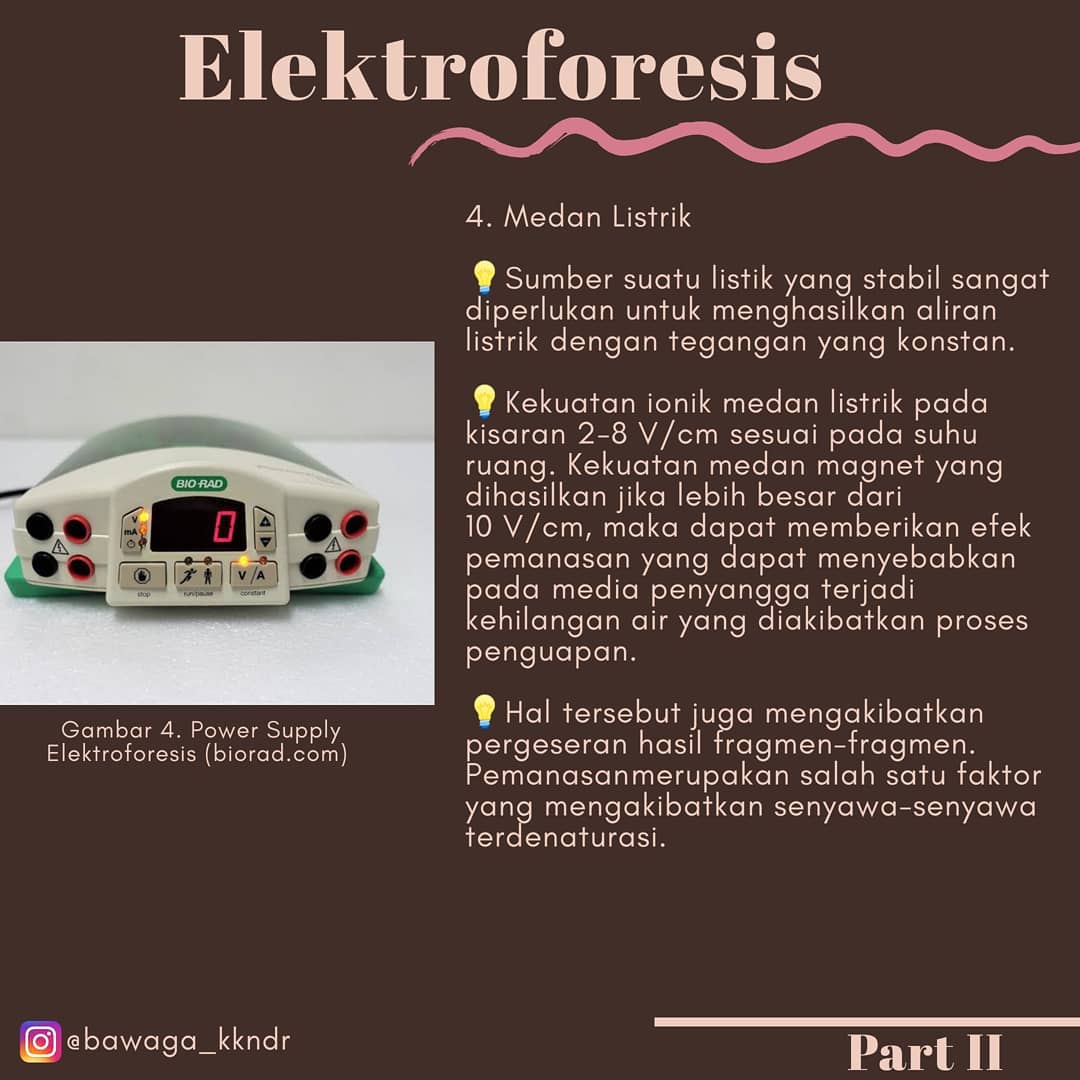 Elektroforesis
4. Medan Listrik
💡Sumber suatu listik yang stabil sangat
diperlukan untuk menghasilkan aliran
listrik dengan tegangan yang konstan.
💡Kekuatan ionik medan listrik pada
kisaran 2-8 V/cm sesuai pada suhu
ruang. Kekuatan medan magnet yang
dihasilkan jika lebih besar dari
10 V/cm, maka dapat memberikan efek
pemanasan yang dapat menyebabkan
pada media penyangga terjadi
kehilangan air yang diakibatkan proses
penguapan.
💡Hal tersebut juga mengakibatkan
pergeseran hasil fragmen-fragmen.
Pemanasanmerupakan salah satu faktor
yang mengakibatkan senyawa-senyawa
terdenaturasi.
BIO-RAD
V
mA
0
V/A
stop
run/pause
constant
Gambar 4. Power Supply
Elektroforesis (biorad.com)
@bawaga_kkndr
Part II